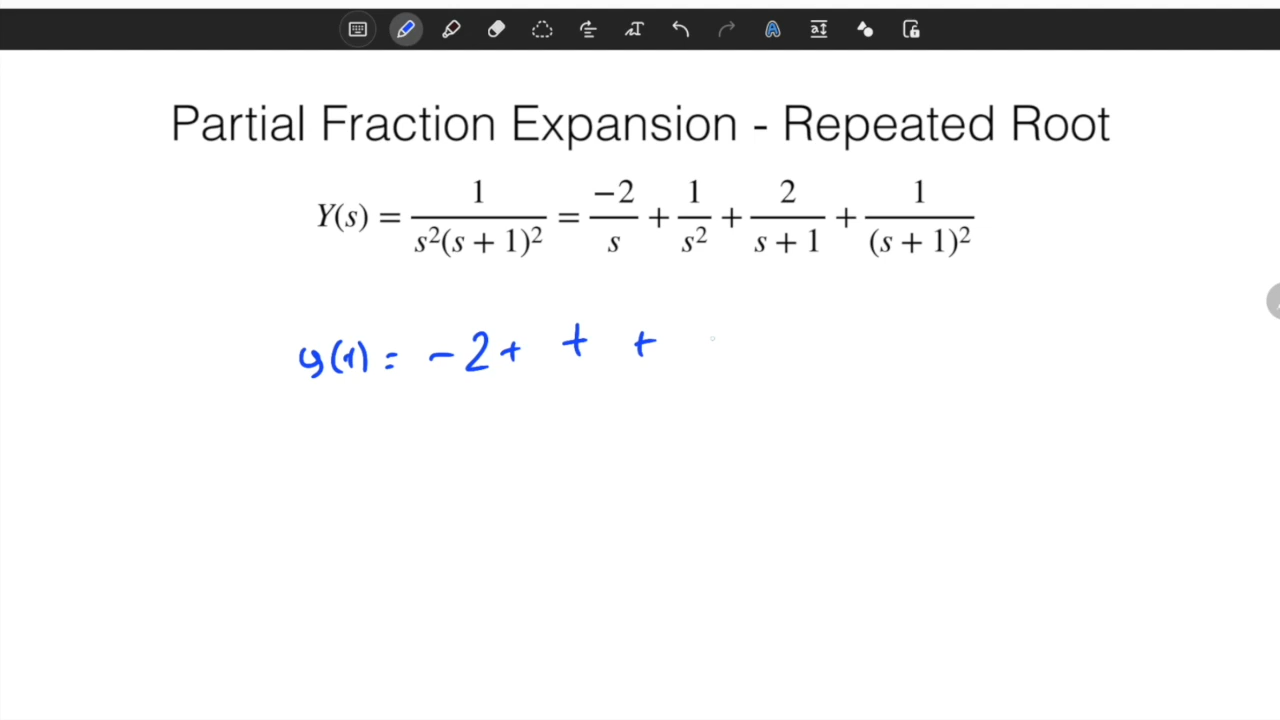 Partial Fraction Expansion - Repeated Root
Y(s) = 1/(s²(s + 1)²) = −2/s + 1/s² + 2/(s + 1) + 1/(s + 1)²
y(t) = -2 + t +